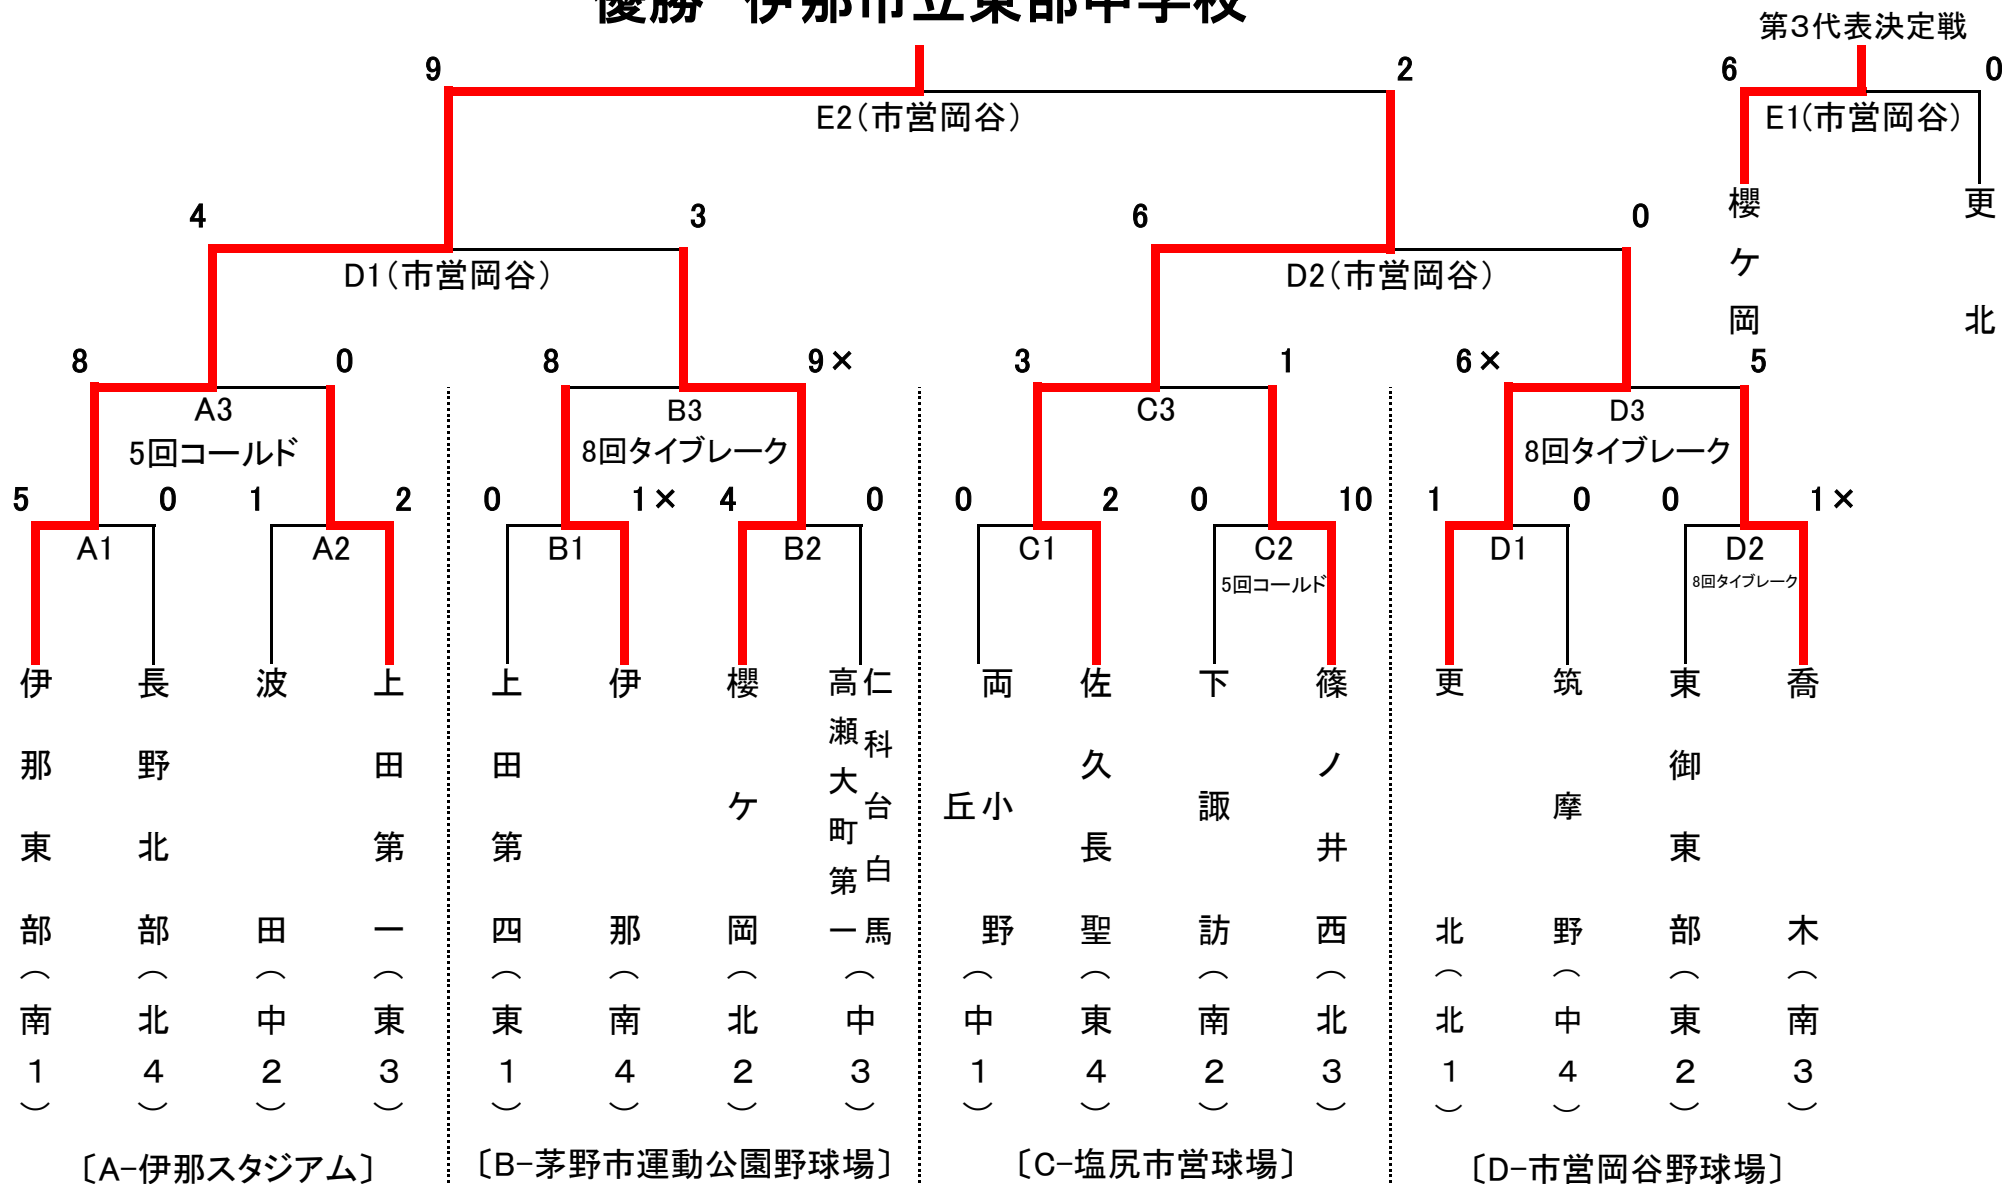 優勝 伊那市立東部中学校
第3代表決定戦
9
2
6
0
E2(市営岡谷)
E1(市営岡谷)
櫻ケ岡
更北
4
3
6
0
D1(市営岡谷)
D2(市営岡谷)
8
0
8
9×
3
1
6×
5
A3
B3
C3
D3
5回コールド
8回タイブレーク
8回タイブレーク
5
0
1
2
0
1×
4
0
0
2
0
10
1
0
0
1×
A1
A2
B1
B2
C1
C2
D1
D2
5回コールド
8回タイブレーク
伊那東部(南1)
長野北部(北4)
波田(中2)
上田第一(東3)
上田第四(東1)
伊那(南4)
櫻ケ岡(北2)
仁科台白馬
高瀬大町第一
(中3)
両小野
丘
(中1)
佐久長聖(東4)
下諏訪(南2)
篠ノ井西(北3)
更北(北1)
筑摩野(中4)
東御東部(東2)
喬木(南3)
〔A-伊那スタジアム〕
〔B-茅野市運動公園野球場〕
〔C-塩尻市営球場〕
〔D-市営岡谷野球場〕